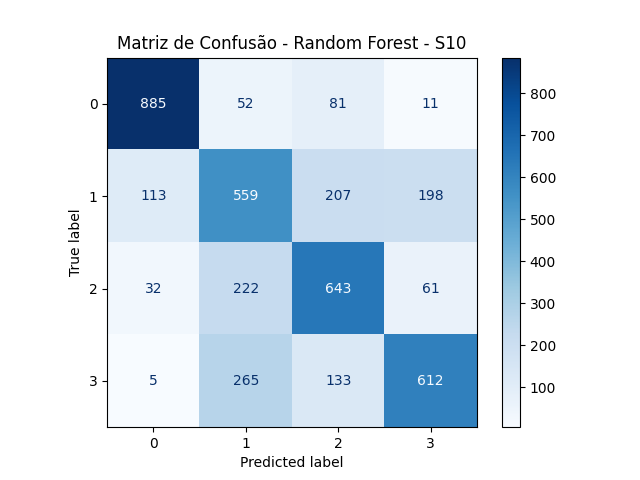 Matriz de Confusão - Random Forest - S10
True label
0 885 52 81 11
1 113 559 207 198
2 32 222 643 61
3 5 265 133 612
0 1 2 3
Predicted label
800
700
600
500
400
300
200
100